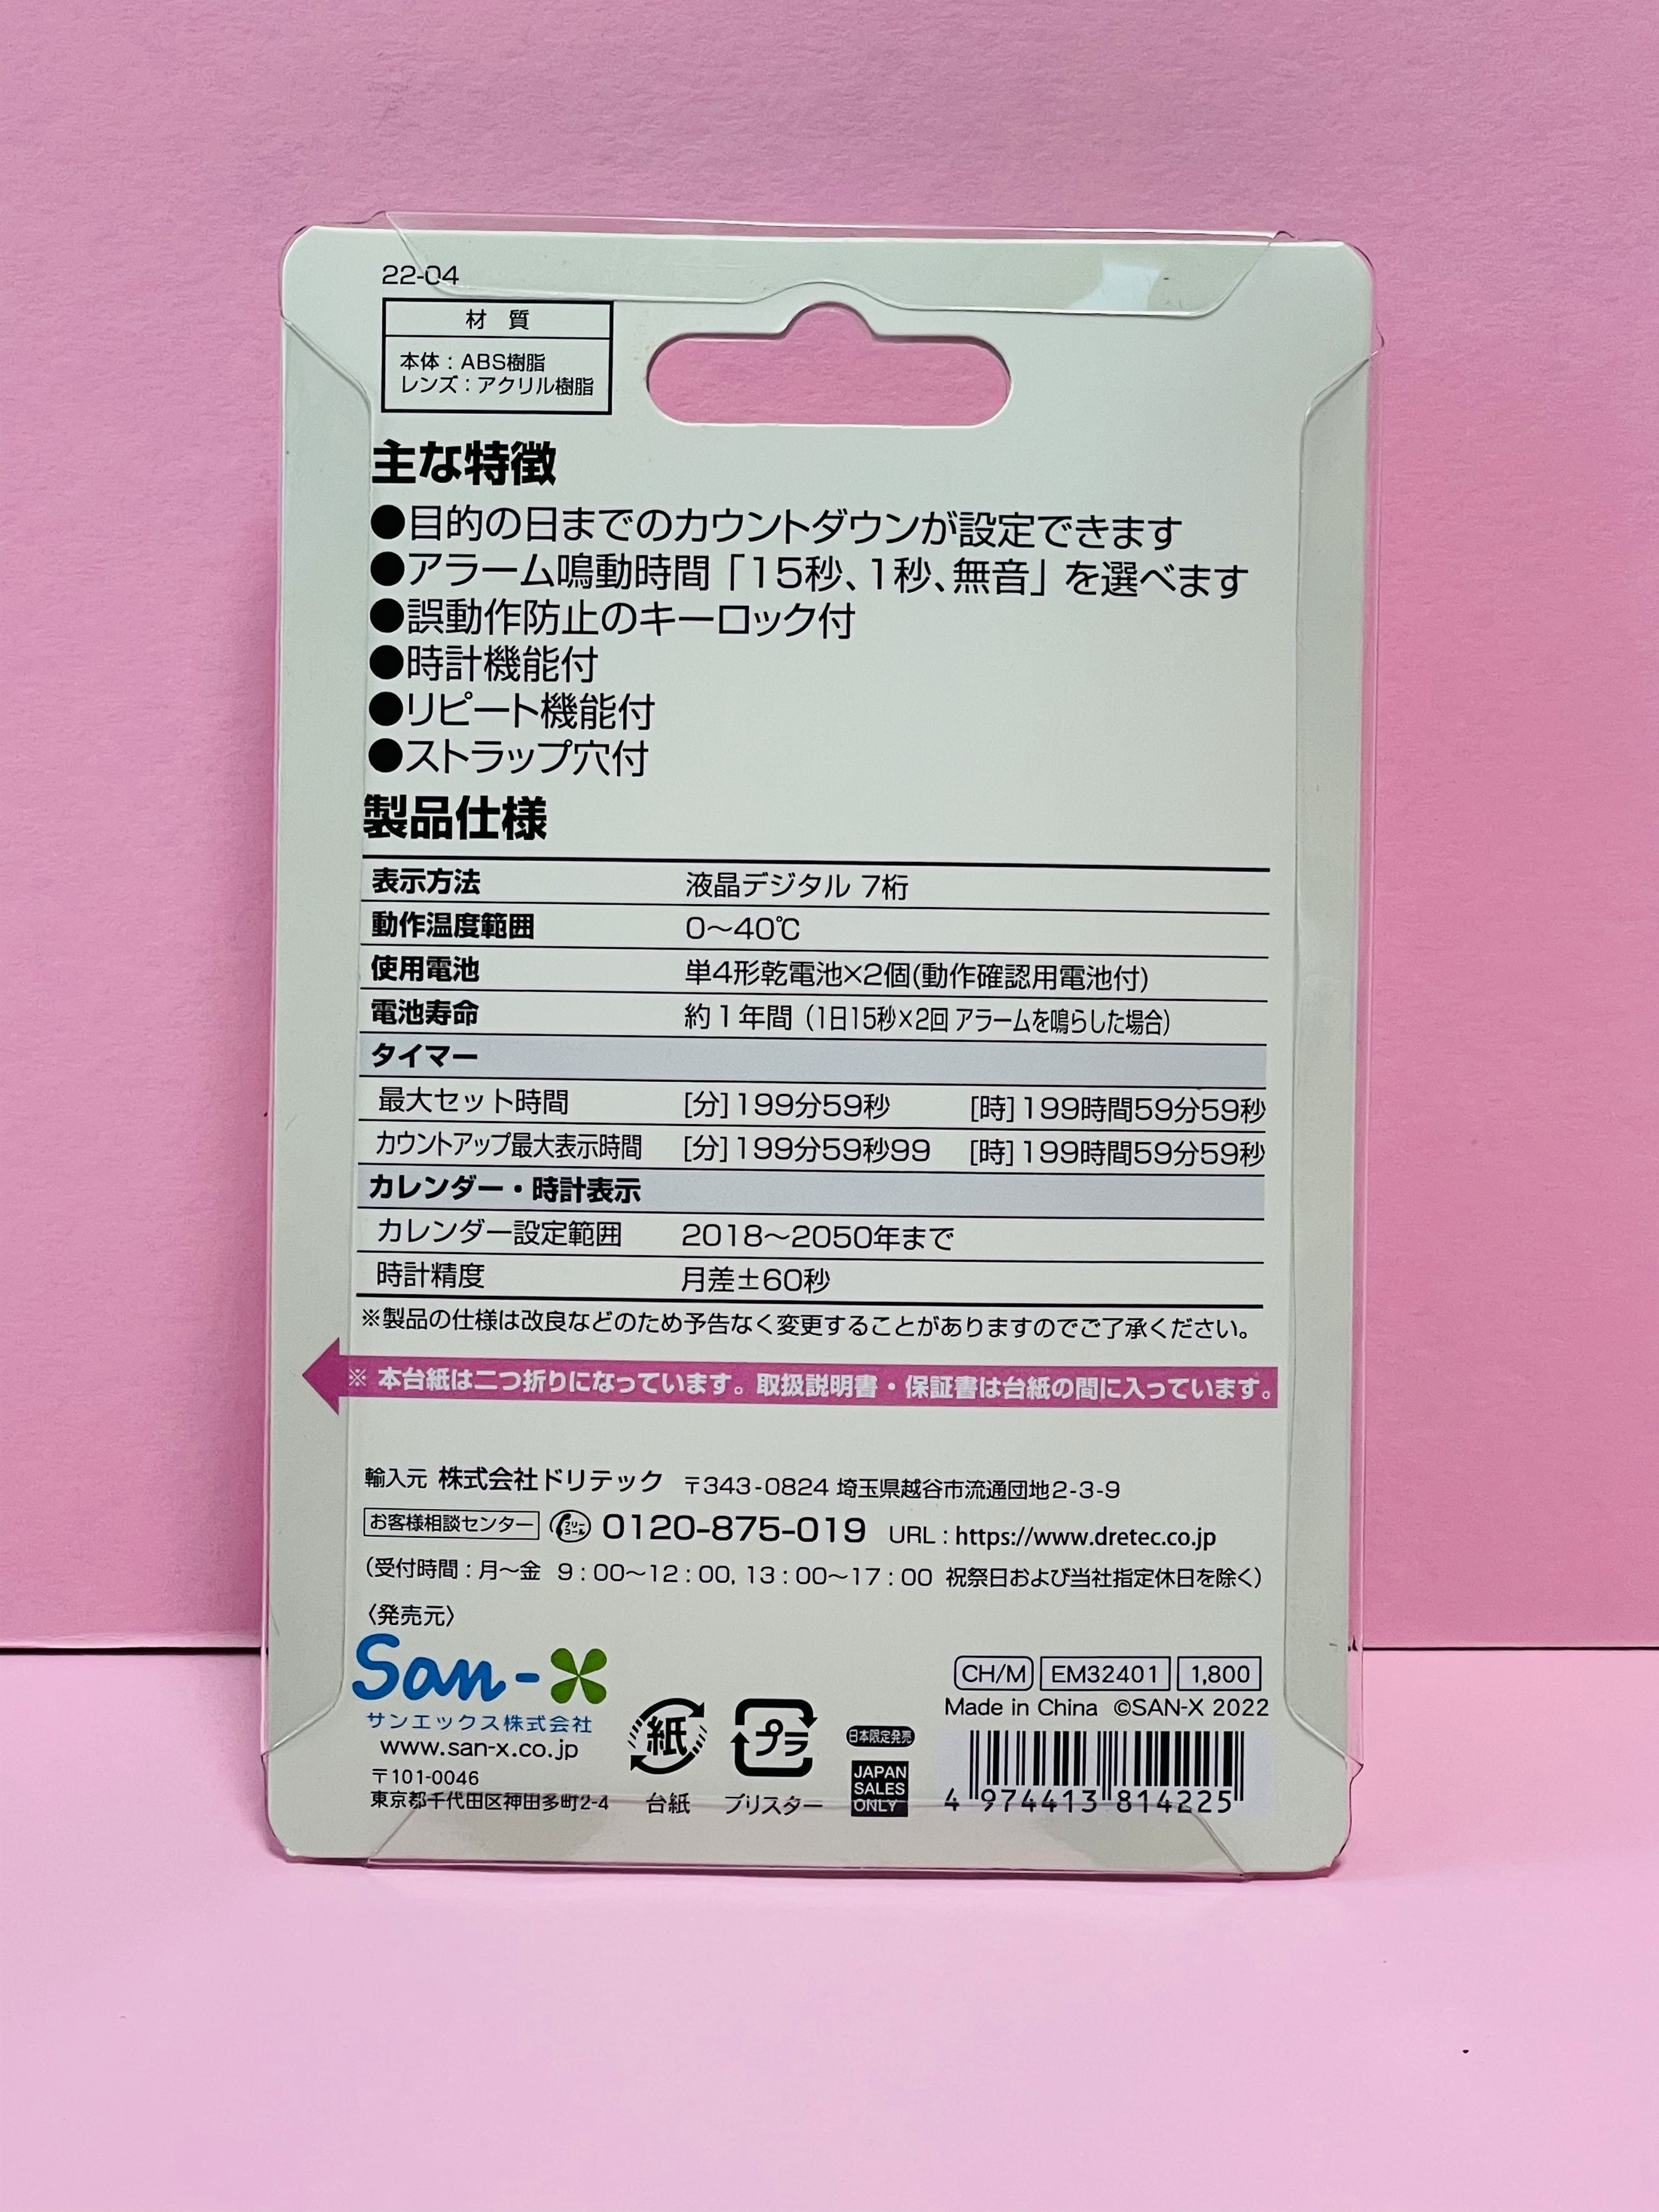 22-04
材 質
本体：ABS樹脂
レンズ：アクリル樹脂
主な特徴
●目的の日までのカウントダウンが設定できます
●アラーム鳴動時間「15秒、1秒、無音」を選べます
●誤動作防止のキーロック付
●時計機能付
●リピート機能付
●ストラップ穴付
製品仕様
表示方法 液晶デジタル 7桁
動作温度範囲 0〜40℃
使用電池 単4形乾電池×2個(動作確認用電池付)
電池寿命 約1年間（1日15秒×2回 アラームを鳴らした場合）
タイマー
最大セット時間 [分]199分59秒 [時]199時間59分59秒
カウントアップ最大表示時間 [分]199分59秒99 [時]199時間59分59秒
カレンダー・時計表示
カレンダー設定範囲 2018〜2050年まで
時計精度 月差±60秒
※製品の仕様は改良などのため予告なく変更することがありますのでご了承ください。
※ 本台紙は二つ折りになっています。取扱説明書・保証書は台紙の間に入っています。
輸入元 株式会社ドリテック 〒343-0824 埼玉県越谷市流通団地2-3-9
お客様相談センター フリーコール 0120-875-019 URL：https://www.dretec.co.jp
（受付時間：月〜金 9：00〜12：00, 13：00〜17：00 祝祭日および当社指定休日を除く）
〈発売元〉
San-X
サンエックス株式会社
www.san-x.co.jp
〒101-0046
東京都千代田区神田多町2-4
紙
台紙
プラ
ブリスター
日本限定発売
JAPAN
SALES
ONLY
CH/M EM32401 1,800
Made in China ©SAN-X 2022
4 974413 814225